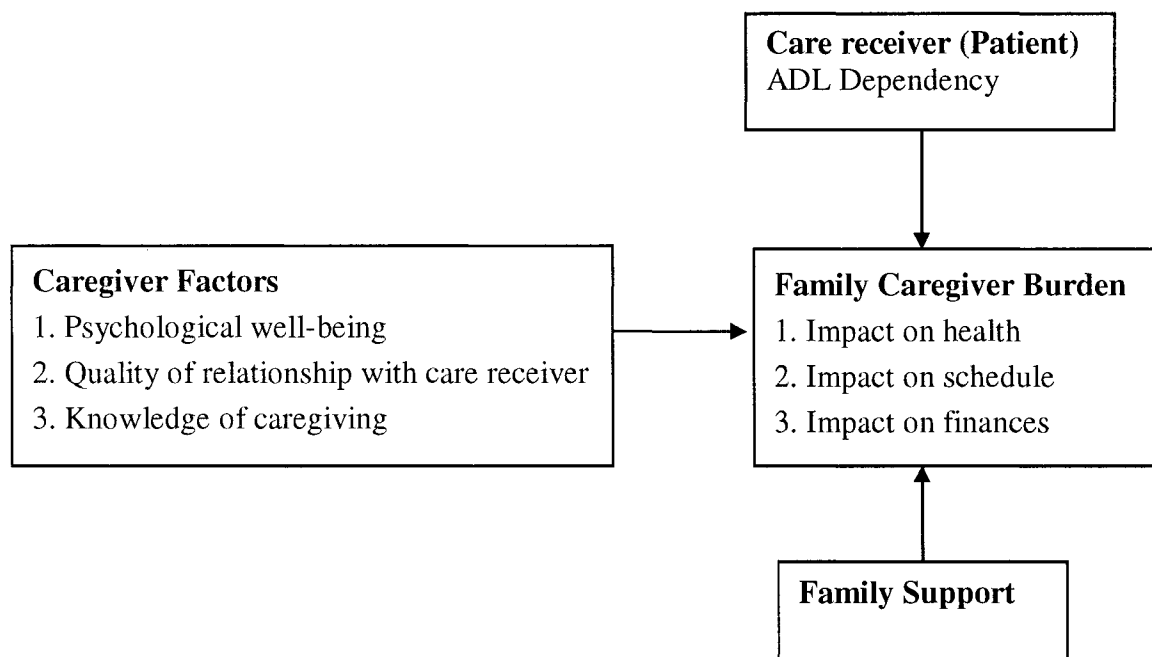 Care receiver (Patient)
ADL Dependency
Caregiver Factors
1. Psychological well-being
2. Quality of relationship with care receiver
3. Knowledge of caregiving
Family Caregiver Burden
1. Impact on health
2. Impact on schedule
3. Impact on finances
Family Support